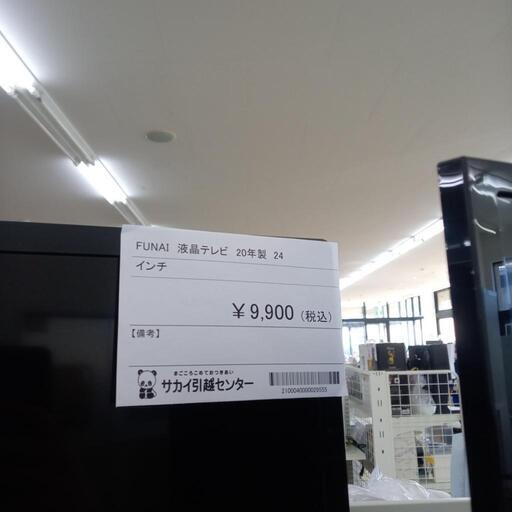 FUNAI 液晶テレビ 20年製 24
インチ
￥9,900（税込）
【備考】
まごころこめておつきあい
サカイ引越センター
2100040000029555